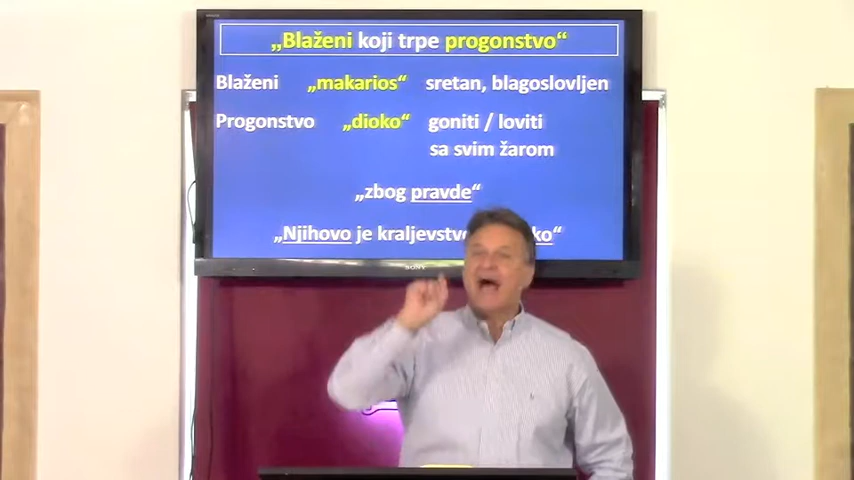 „Blaženi koji trpe progonstvo“
Blaženi „makarios“ sretan, blagoslovljen
Progonstvo „dioko“ goniti / loviti
sa svim žarom
„zbog pravde“
„Njihovo je kraljevstvo
SONY